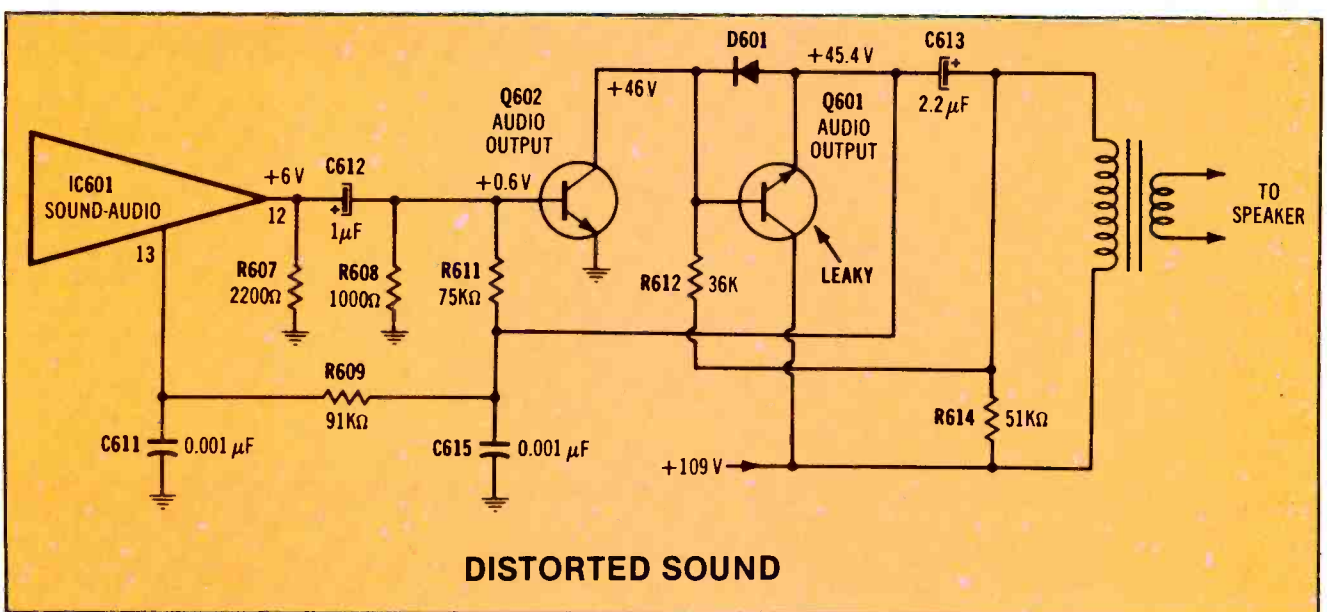 D601
+45.4 V
C613
+
2.2 µF
+46 V
Q602
AUDIO
OUTPUT
Q601
AUDIO
OUTPUT
IC601
SOUND-AUDIO
+6 V
12
13
C612
+
1µF
+0.6 V
R607
2200Ω
R608
1000Ω
R611
75KΩ
R612
36K
LEAKY
TO
SPEAKER
R609
91KΩ
C611
0.001 µF
C615
0.001 µF
R614
51KΩ
+109 V
DISTORTED SOUND